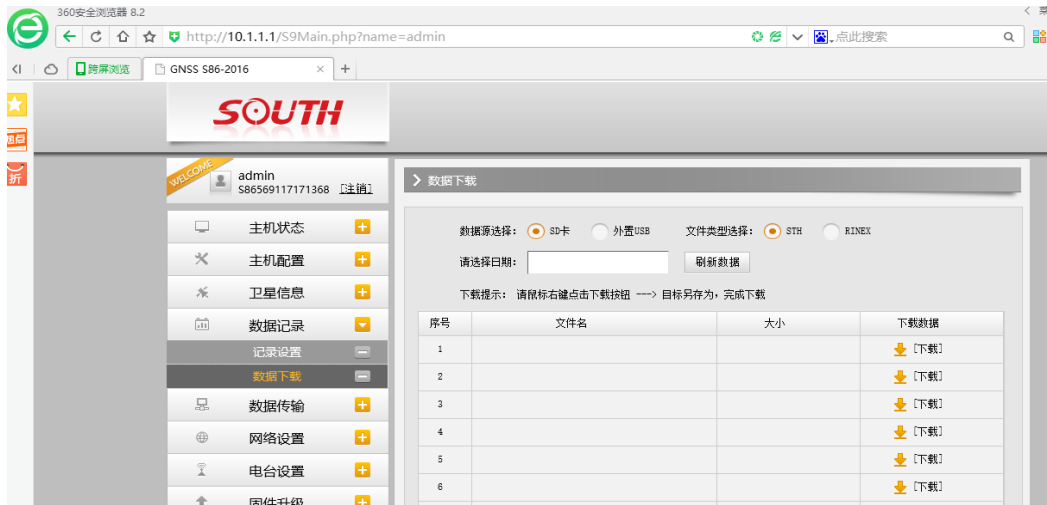 360安全浏览器 8.2
http://10.1.1.1/S9Main.php?name=admin
点此搜索
跨屏浏览
GNSS S86-2016
SOUTH
WELCOME
admin
S86569117171368 [注销]
主机状态
主机配置
卫星信息
数据记录
记录设置
数据下载
数据传输
网络设置
电台设置
固件升级
数据下载
数据源选择: SD卡 外置USB 文件类型选择: STH RINEX
请选择日期: 刷新数据
下载提示: 请鼠标右键点击下载按钮 ---> 目标另存为,完成下载
序号 文件名 大小 下载数据
1 [下载]
2 [下载]
3 [下载]
4 [下载]
5 [下载]
6 [下载]